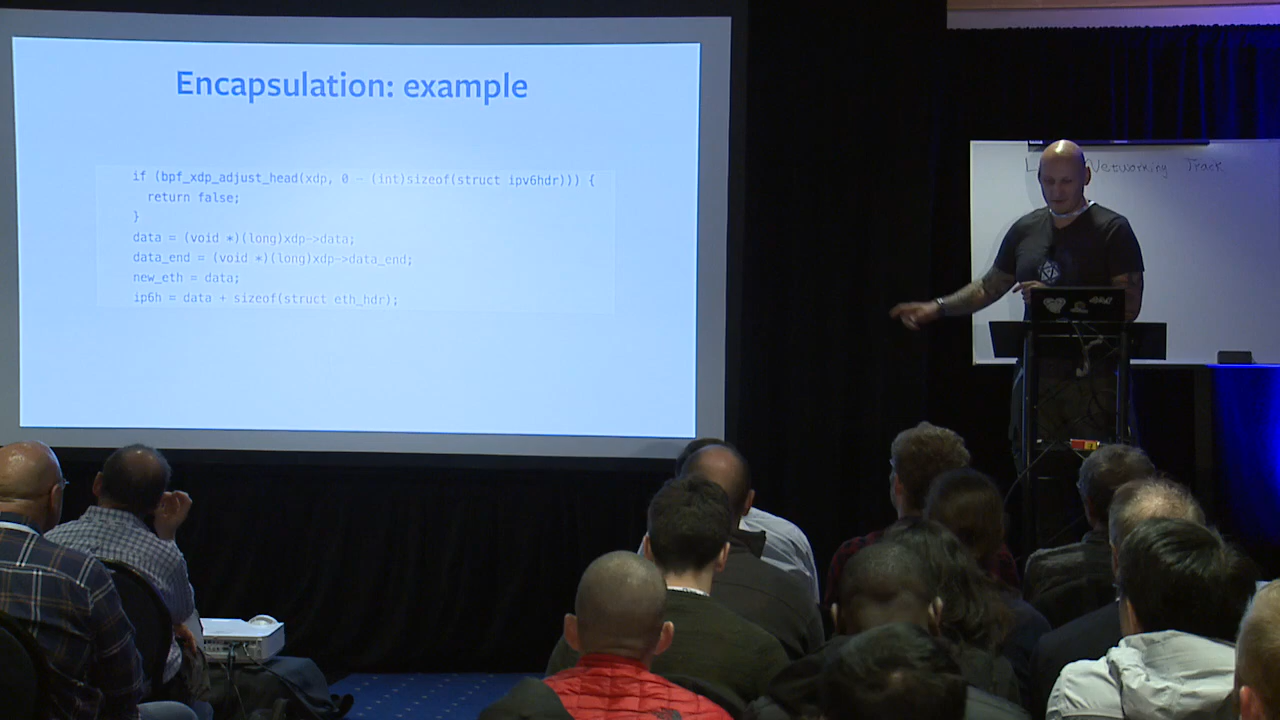 Encapsulation: example
if (bpf_xdp_adjust_head(xdp, 0 - (int)sizeof(struct ipv6hdr))) {
return false;
}
data = (void *)(long)xdp->data;
data_end = (void *)(long)xdp->data_end;
new_eth = data;
ip6h = data + sizeof(struct eth_hdr);
Networking Track